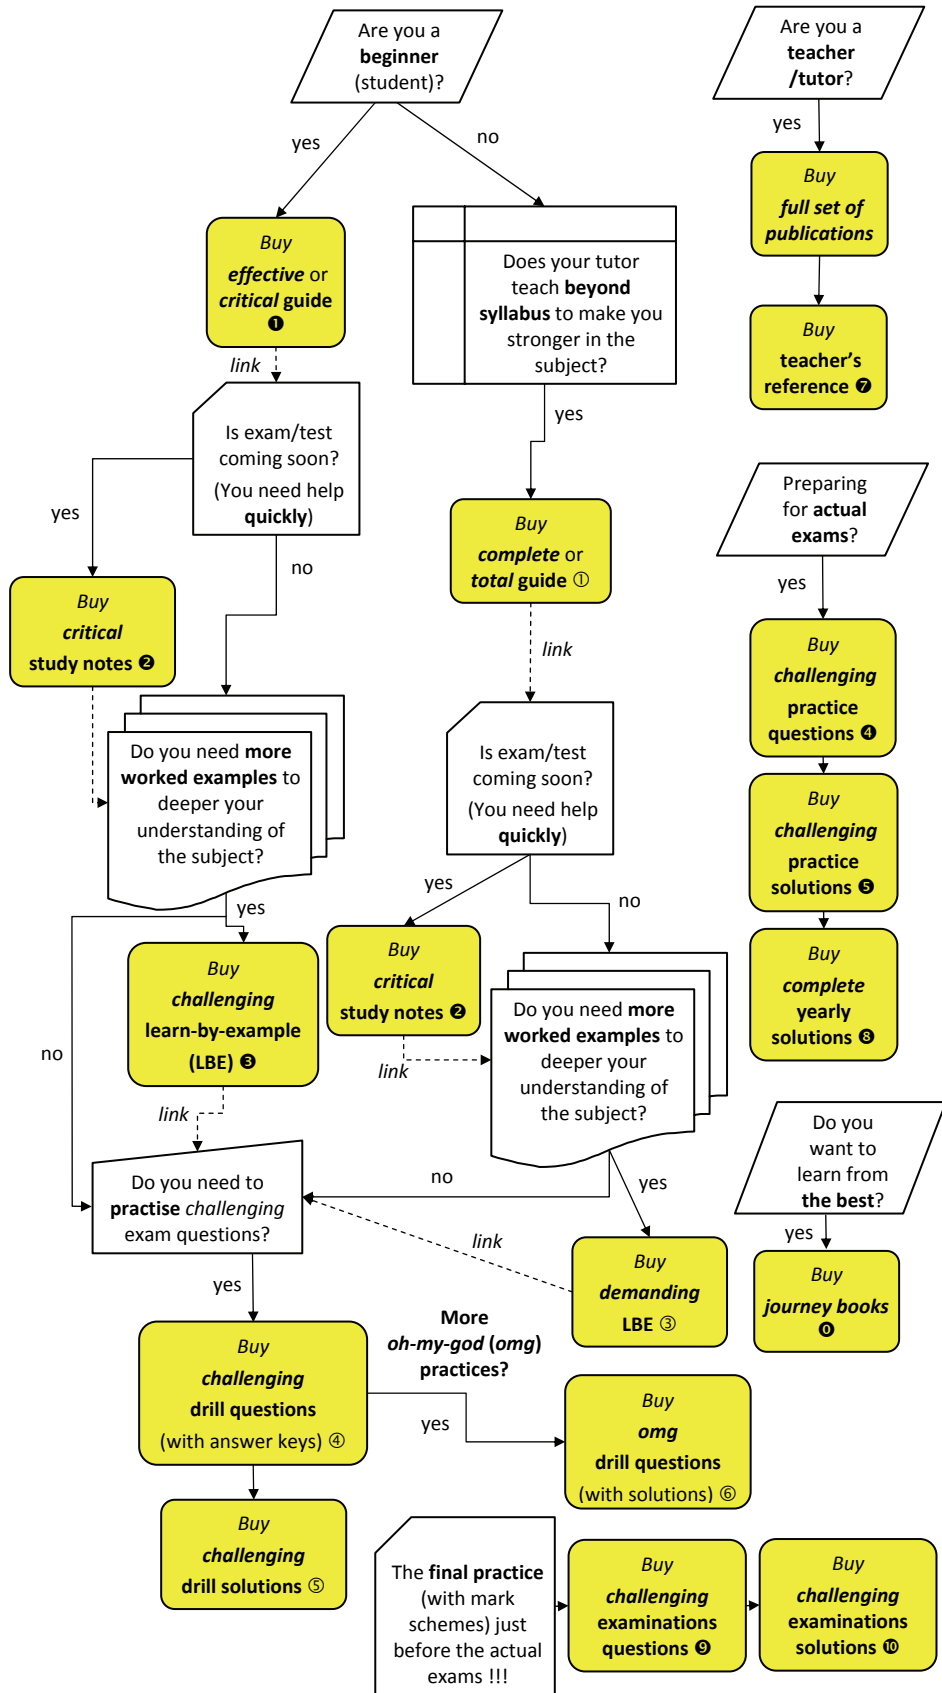 Are you a
beginner
(student)?
yes
no
Buy
effective or
critical guide
❶
link
Is exam/test
coming soon?
(You need help
quickly)
yes
no
Buy
critical
study notes ❷
Do you need more
worked examples to
deeper your
understanding of
the subject?
yes
no
Buy
challenging
learn-by-example
(LBE) ❸
link
Do you need to
practise challenging
exam questions?
yes
Buy
challenging
drill questions
(with answer keys) ④
Buy
challenging
drill solutions ⑤
More
oh-my-god (omg)
practices?
yes
Buy
omg
drill questions
(with solutions) ⑥
Does your tutor
teach beyond
syllabus to make you
stronger in the
subject?
yes
Buy
complete or
total guide ①
link
Is exam/test
coming soon?
(You need help
quickly)
yes
no
Buy
critical
study notes ❷
link
Do you need more
worked examples to
deeper your
understanding of
the subject?
no
yes
link
Buy
demanding
LBE ③
Are you a
teacher
/tutor?
yes
Buy
full set of
publications
Buy
teacher's
reference ❼
Preparing
for actual
exams?
yes
Buy
challenging
practice
questions ❹
Buy
challenging
practice
solutions ❺
Buy
complete
yearly
solutions ❽
Do you
want to
learn from
the best?
yes
Buy
journey books
⓿
The final practice
(with mark
schemes) just
before the actual
exams !!!
Buy
challenging
examinations
questions ❾
Buy
challenging
examinations
solutions ❿